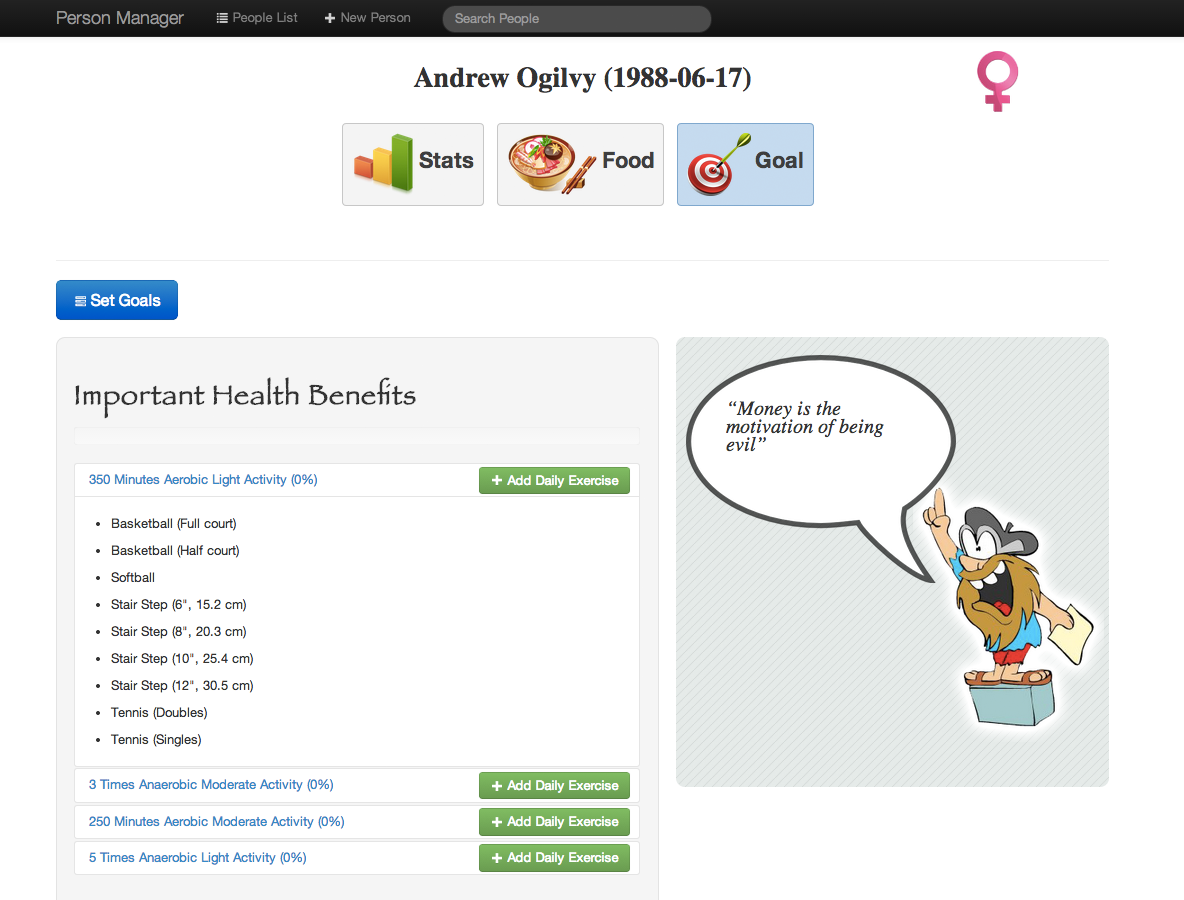 Person Manager People List New Person Search People
Andrew Ogilvy (1988-06-17)
Stats Food Goal
Set Goals
Important Health Benefits
350 Minutes Aerobic Light Activity (0%) Add Daily Exercise
Basketball (Full court)
Basketball (Half court)
Softball
Stair Step (6", 15.2 cm)
Stair Step (8", 20.3 cm)
Stair Step (10", 25.4 cm)
Stair Step (12", 30.5 cm)
Tennis (Doubles)
Tennis (Singles)
3 Times Anaerobic Moderate Activity (0%) Add Daily Exercise
250 Minutes Aerobic Moderate Activity (0%) Add Daily Exercise
5 Times Anaerobic Light Activity (0%) Add Daily Exercise
“Money is the
motivation of being
evil”